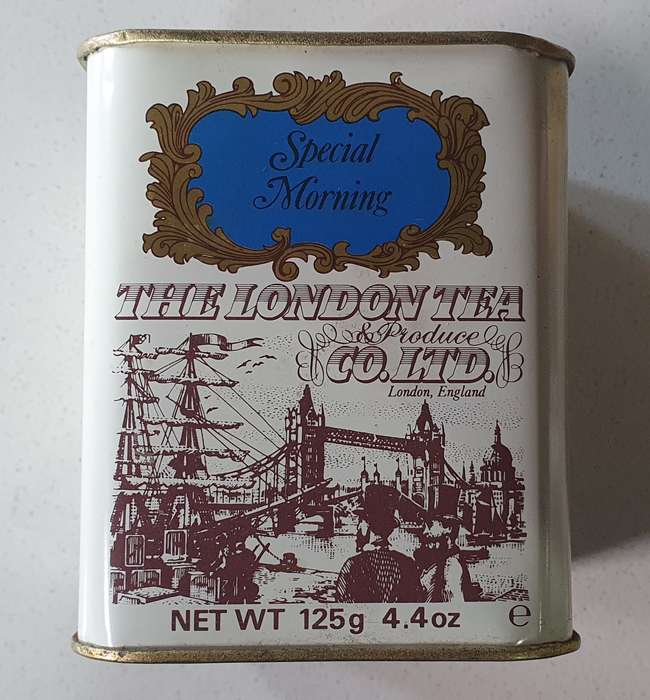 Special
Morning
THE LONDON TEA
& Produce
CO. LTD.
London, England
NET WT 125g 4.4oz ℮